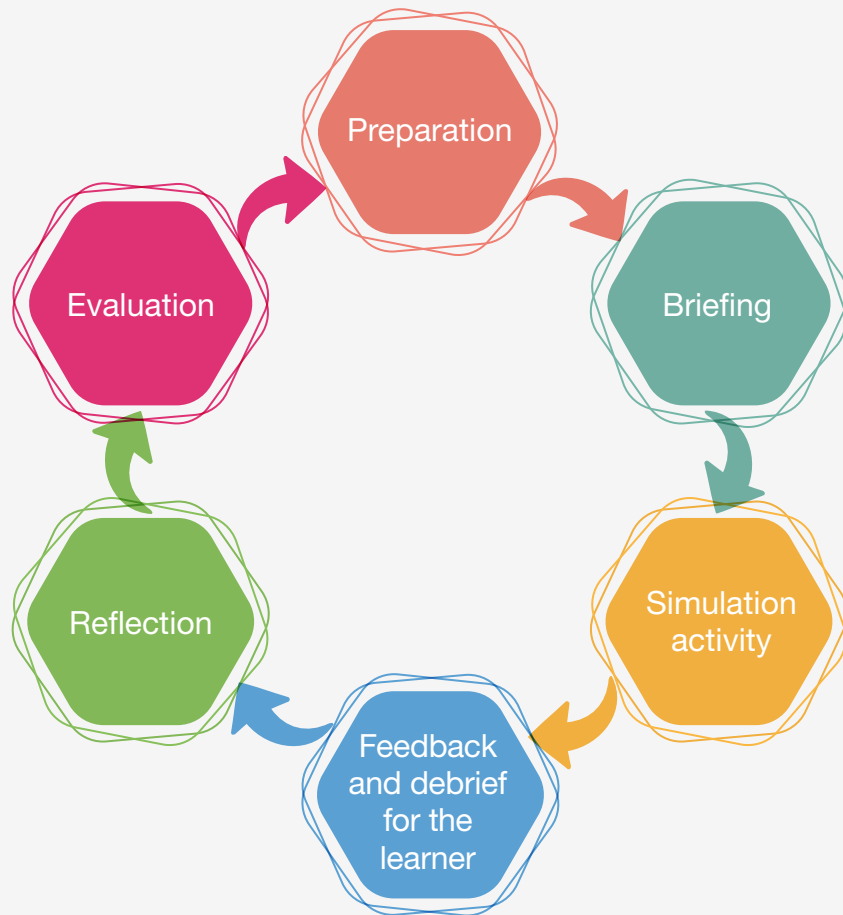 Preparation
Briefing
Simulation
activity
Feedback
and debrief
for the
learner
Reflection
Evaluation